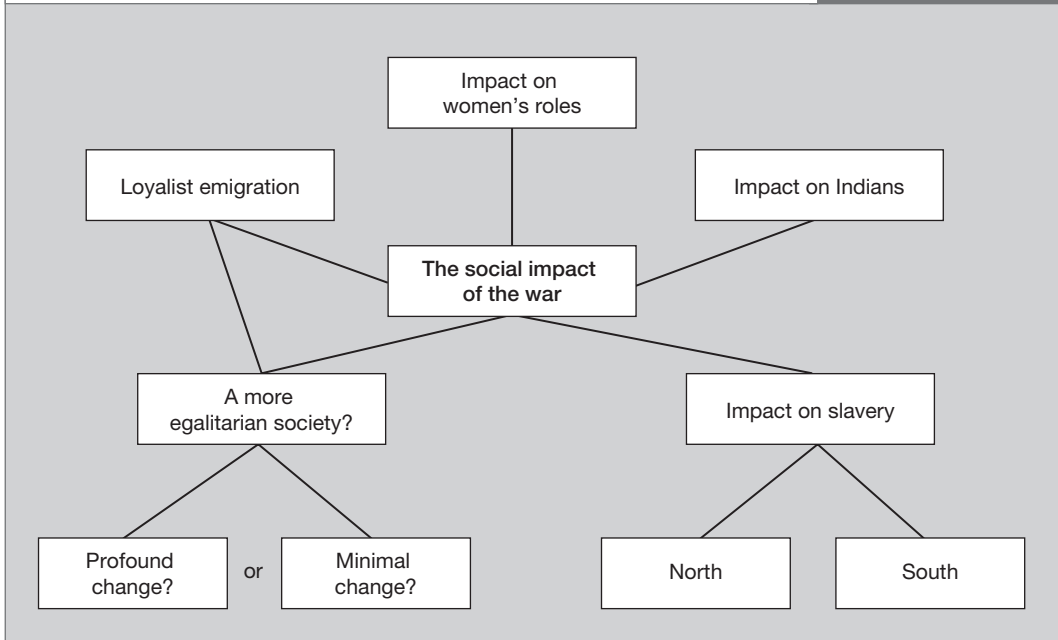 Impact on
women's roles
Loyalist emigration
Impact on Indians
The social impact
of the war
A more
egalitarian society?
Impact on slavery
Profound
change?
or
Minimal
change?
North
South